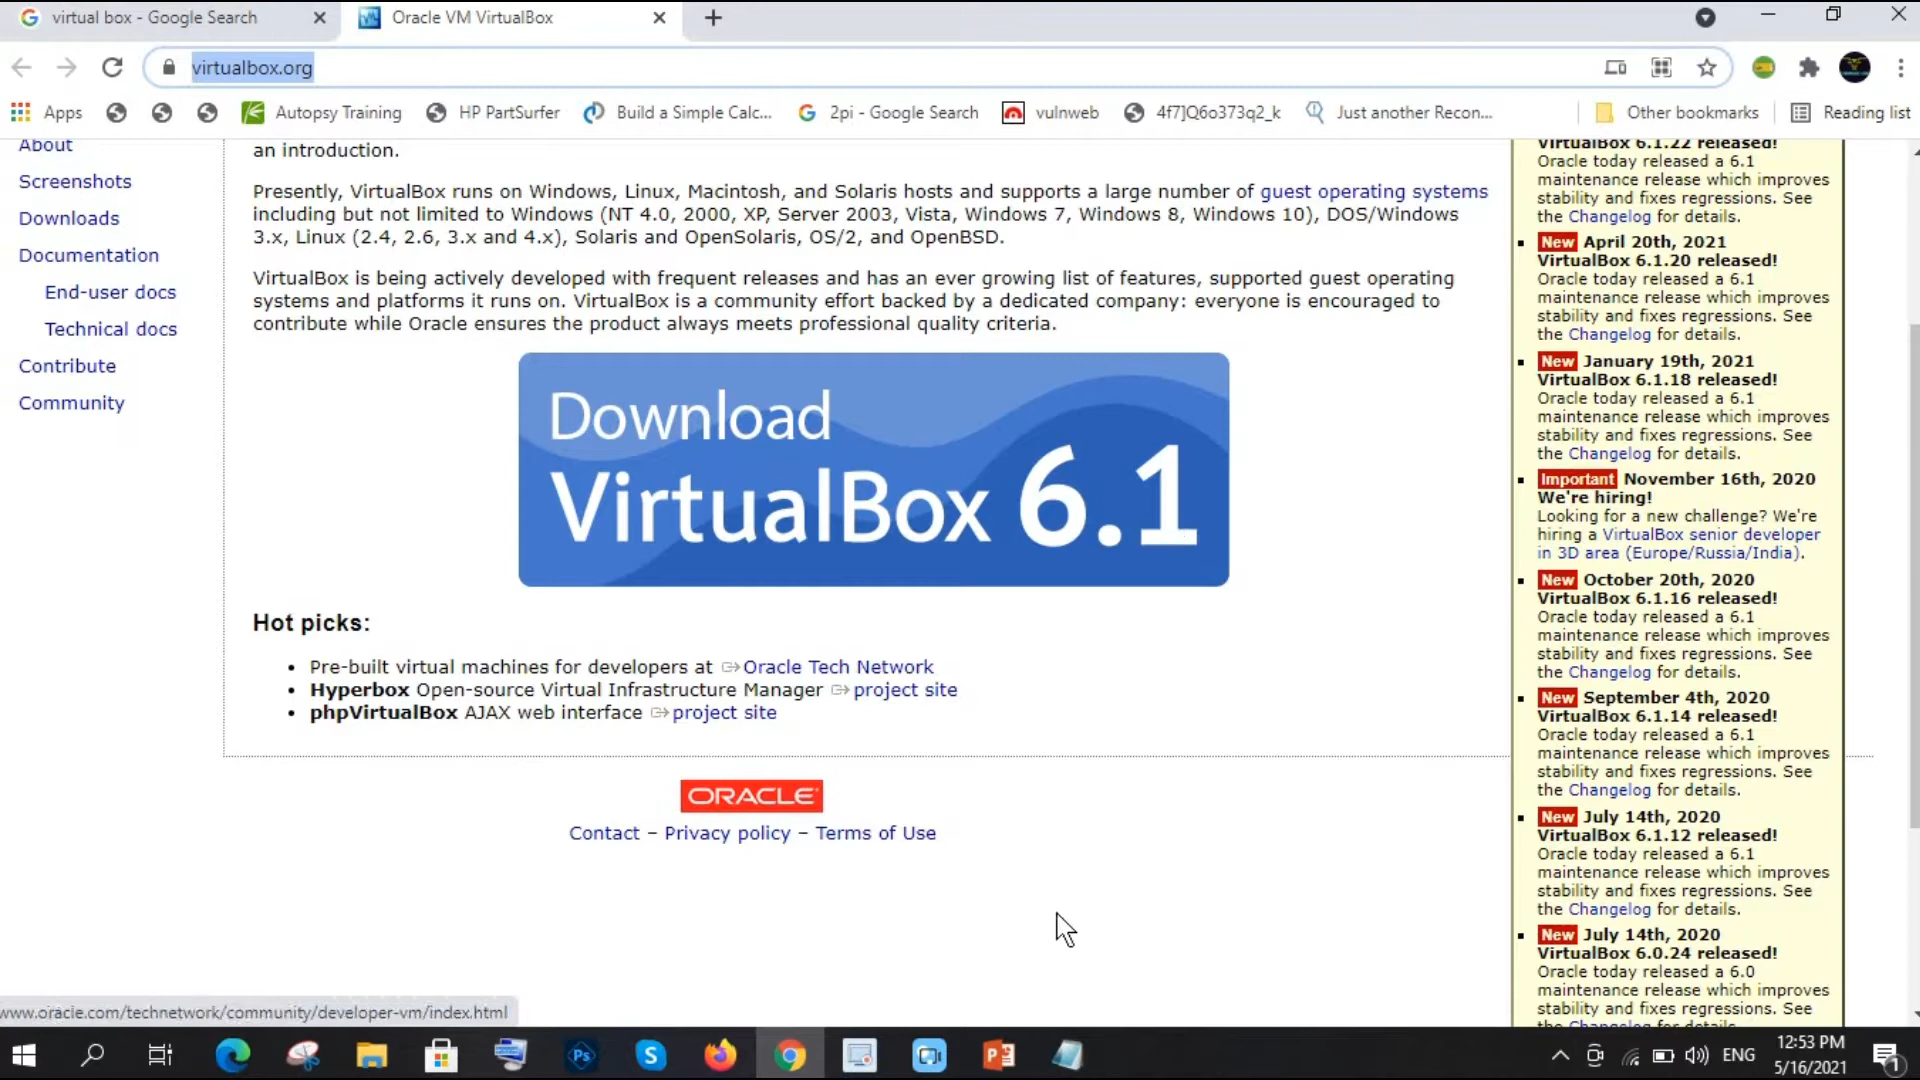 virtual box - Google Search
Oracle VM VirtualBox
virtualbox.org
Apps
Autopsy Training
HP PartSurfer
Build a Simple Calc...
2pi - Google Search
vulnweb
4f7]Q6o373q2_k
Just another Recon...
Other bookmarks
Reading list
About
Screenshots
Downloads
Documentation
End-user docs
Technical docs
Contribute
Community
an introduction.
Presently, VirtualBox runs on Windows, Linux, Macintosh, and Solaris hosts and supports a large number of guest operating systems
including but not limited to Windows (NT 4.0, 2000, XP, Server 2003, Vista, Windows 7, Windows 8, Windows 10), DOS/Windows
3.x, Linux (2.4, 2.6, 3.x and 4.x), Solaris and OpenSolaris, OS/2, and OpenBSD.
VirtualBox is being actively developed with frequent releases and has an ever growing list of features, supported guest operating
systems and platforms it runs on. VirtualBox is a community effort backed by a dedicated company: everyone is encouraged to
contribute while Oracle ensures the product always meets professional quality criteria.
Download
VirtualBox 6.1
Hot picks:
• Pre-built virtual machines for developers at Oracle Tech Network
• Hyperbox Open-source Virtual Infrastructure Manager project site
• phpVirtualBox AJAX web interface project site
ORACLE
Contact – Privacy policy – Terms of Use
VirtualBox 6.1.22 released!
Oracle today released a 6.1
maintenance release which improves
stability and fixes regressions. See
the Changelog for details.
New April 20th, 2021
VirtualBox 6.1.20 released!
Oracle today released a 6.1
maintenance release which improves
stability and fixes regressions. See
the Changelog for details.
New January 19th, 2021
VirtualBox 6.1.18 released!
Oracle today released a 6.1
maintenance release which improves
stability and fixes regressions. See
the Changelog for details.
Important November 16th, 2020
We're hiring!
Looking for a new challenge? We're
hiring a VirtualBox senior developer
in 3D area (Europe/Russia/India).
New October 20th, 2020
VirtualBox 6.1.16 released!
Oracle today released a 6.1
maintenance release which improves
stability and fixes regressions. See
the Changelog for details.
New September 4th, 2020
VirtualBox 6.1.14 released!
Oracle today released a 6.1
maintenance release which improves
stability and fixes regressions. See
the Changelog for details.
New July 14th, 2020
VirtualBox 6.1.12 released!
Oracle today released a 6.1
maintenance release which improves
stability and fixes regressions. See
the Changelog for details.
New July 14th, 2020
VirtualBox 6.0.24 released!
Oracle today released a 6.0
maintenance release which improves
stability and fixes regressions. See
the Changelog for details.
www.oracle.com/technetwork/community/developer-vm/index.html
Ps
ENG
12:53 PM
5/16/2021
1